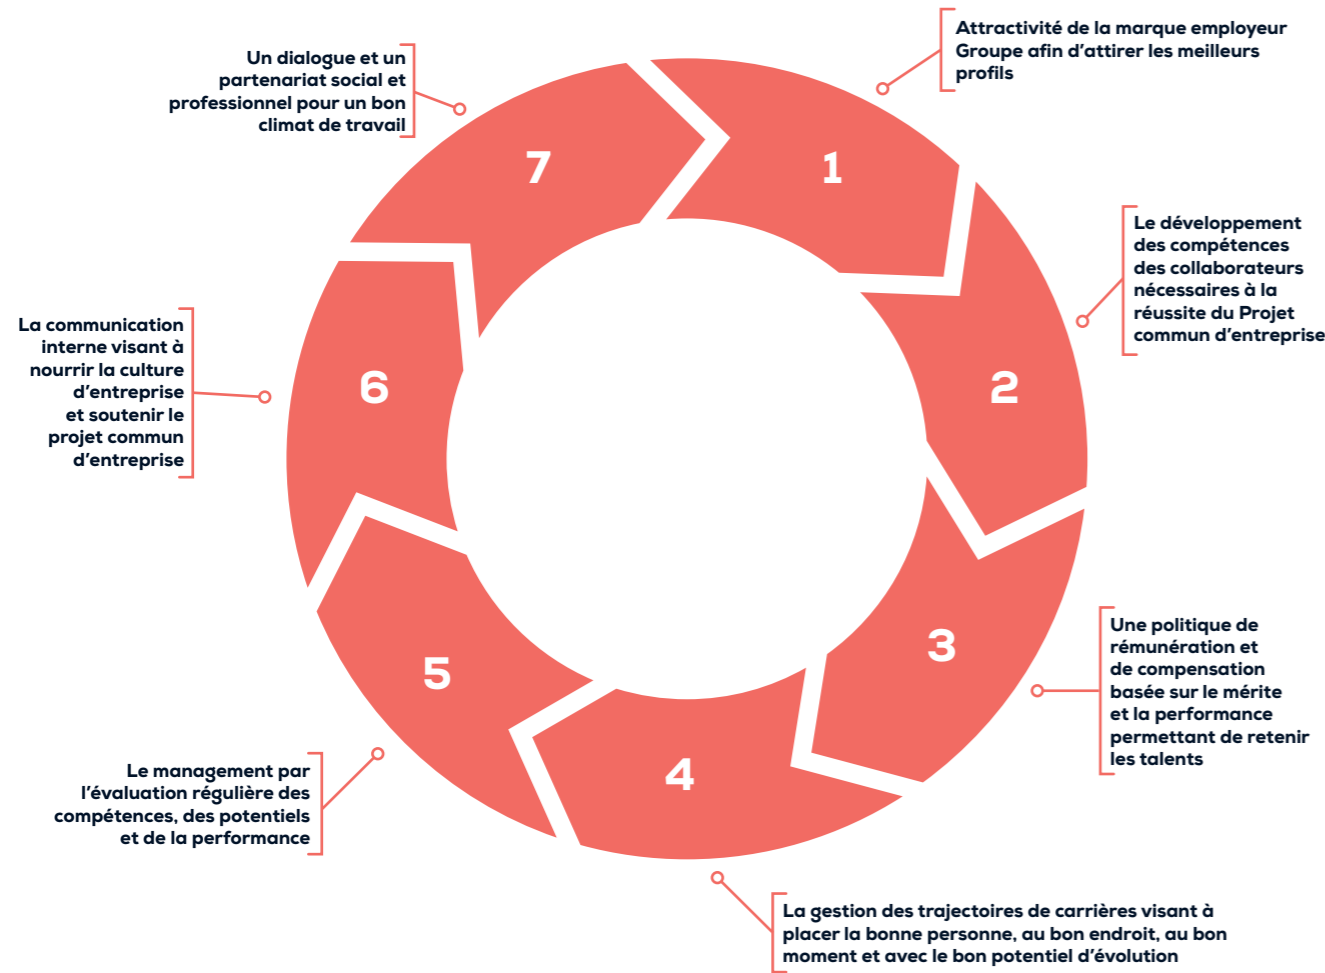 1
Attractivité de la marque employeur
Groupe afin d'attirer les meilleurs
profils
2
Le développement
des compétences
des collaborateurs
nécessaires à la
réussite du Projet
commun d'entreprise
3
Une politique de
rémunération et
de compensation
basée sur le mérite
et la performance
permettant de retenir
les talents
4
La gestion des trajectoires de carrières visant à
placer la bonne personne, au bon endroit, au bon
moment et avec le bon potentiel d'évolution
5
Le management par
l'évaluation régulière des
compétences, des potentiels
et de la performance
6
La communication
interne visant à
nourrir la culture
d'entreprise
et soutenir le
projet commun
d'entreprise
7
Un dialogue et un
partenariat social et
professionnel pour un bon
climat de travail